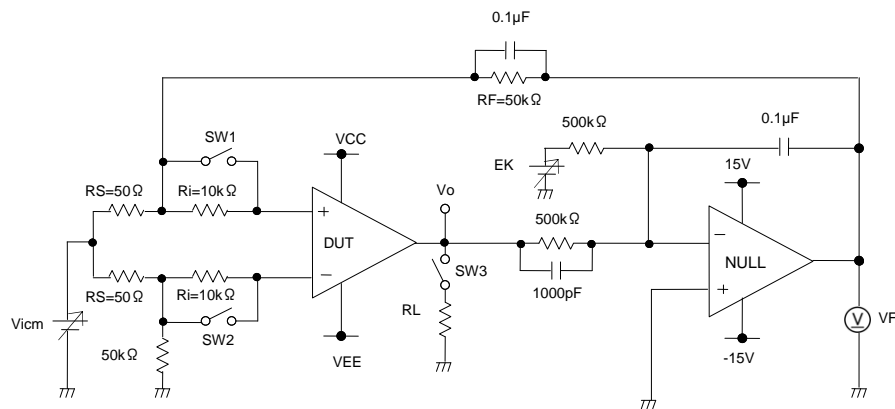 0.1μF
RF=50kΩ
SW1
VCC
500kΩ
0.1μF
EK
15V
RS=50Ω
Ri=10kΩ
Vo
+
DUT
−
500kΩ
−
NULL
+
RS=50Ω
Ri=10kΩ
SW3
1000pF
Vicm
SW2
RL
V
VF
50kΩ
VEE
-15V